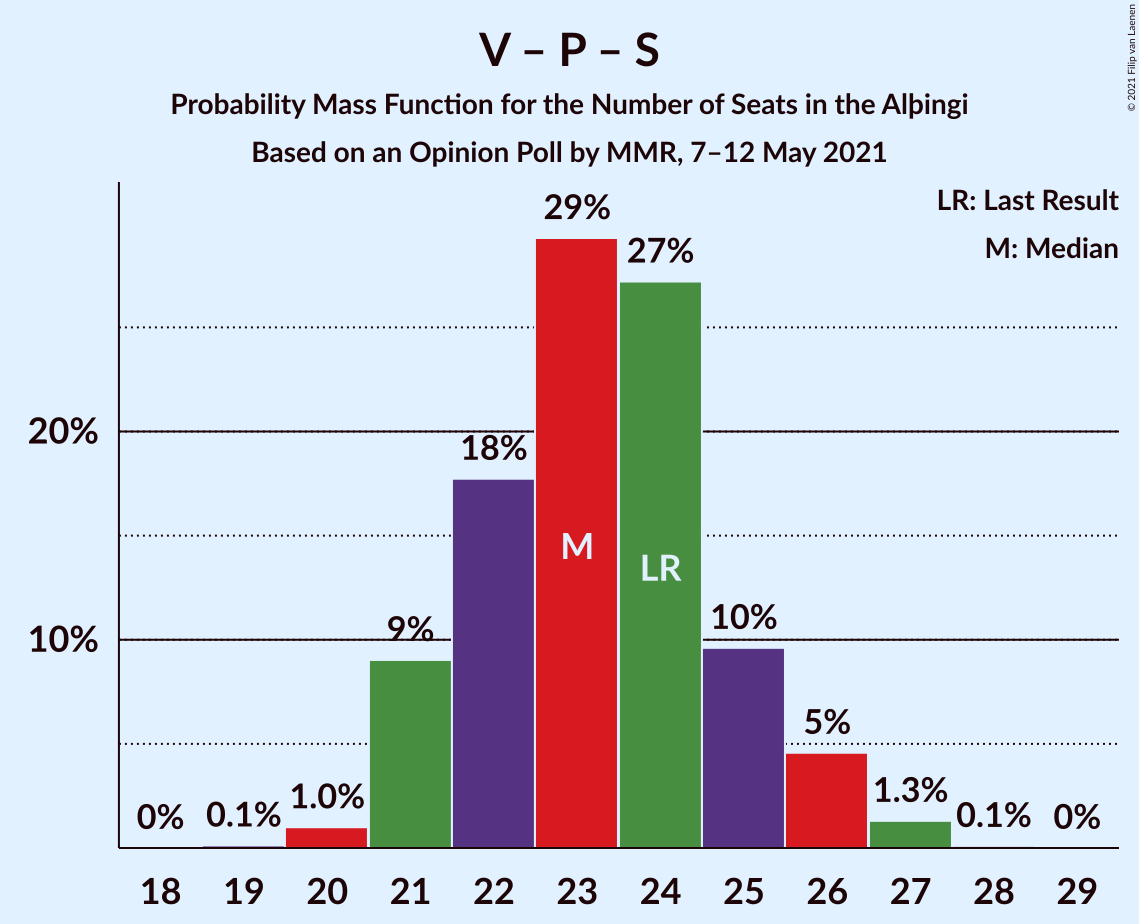 V – P – S
Probability Mass Function for the Number of Seats in the Alþingi
Based on an Opinion Poll by MMR, 7–12 May 2021
© 2021 Filip van Laenen
LR: Last Result
M: Median
29%
27%
20%
18%
M
LR
10%
9%
10%
5%
0%
0.1%
1.0%
1.3%
0.1%
0%
18 19 20 21 22 23 24 25 26 27 28 29